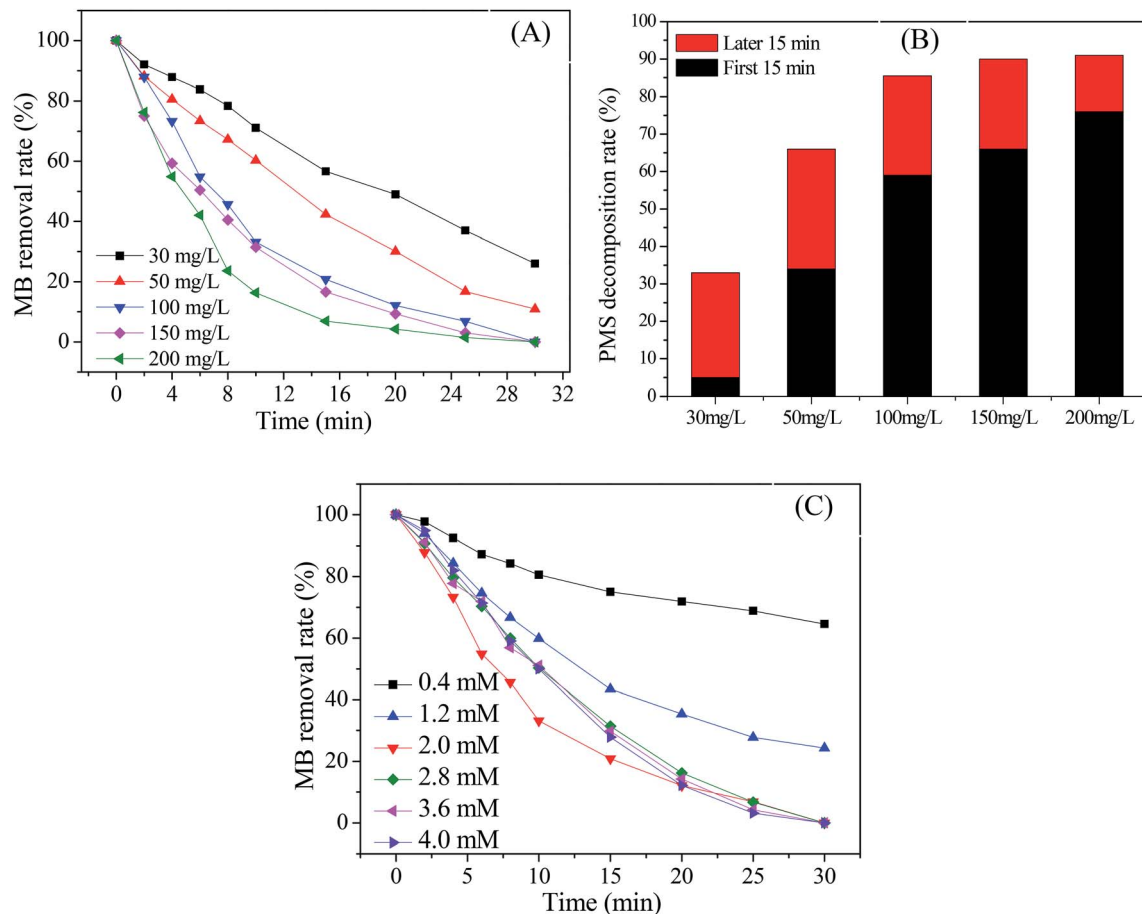 (A)
MB removal rate (%)
100
80
60
40
20
0
30 mg/L
50 mg/L
100 mg/L
150 mg/L
200 mg/L
0 4 8 12 16 20 24 28 32
Time (min)
(B)
PMS decomposition rate (%)
100
90
80
70
60
50
40
30
20
10
0
Later 15 min
First 15 min
30mg/L 50mg/L 100mg/L 150mg/L 200mg/L
(C)
MB removal rate (%)
100
80
60
40
20
0
0.4 mM
1.2 mM
2.0 mM
2.8 mM
3.6 mM
4.0 mM
0 5 10 15 20 25 30
Time (min)